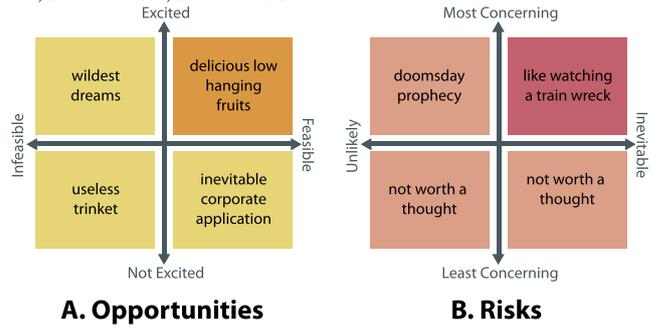 Excited
wildest
dreams
delicious low
hanging
fruits
Infeasible
Feasible
useless
trinket
inevitable
corporate
application
Not Excited
A. Opportunities
Most Concerning
doomsday
prophecy
like watching
a train wreck
Unlikely
Inevitable
not worth a
thought
not worth a
thought
Least Concerning
B. Risks